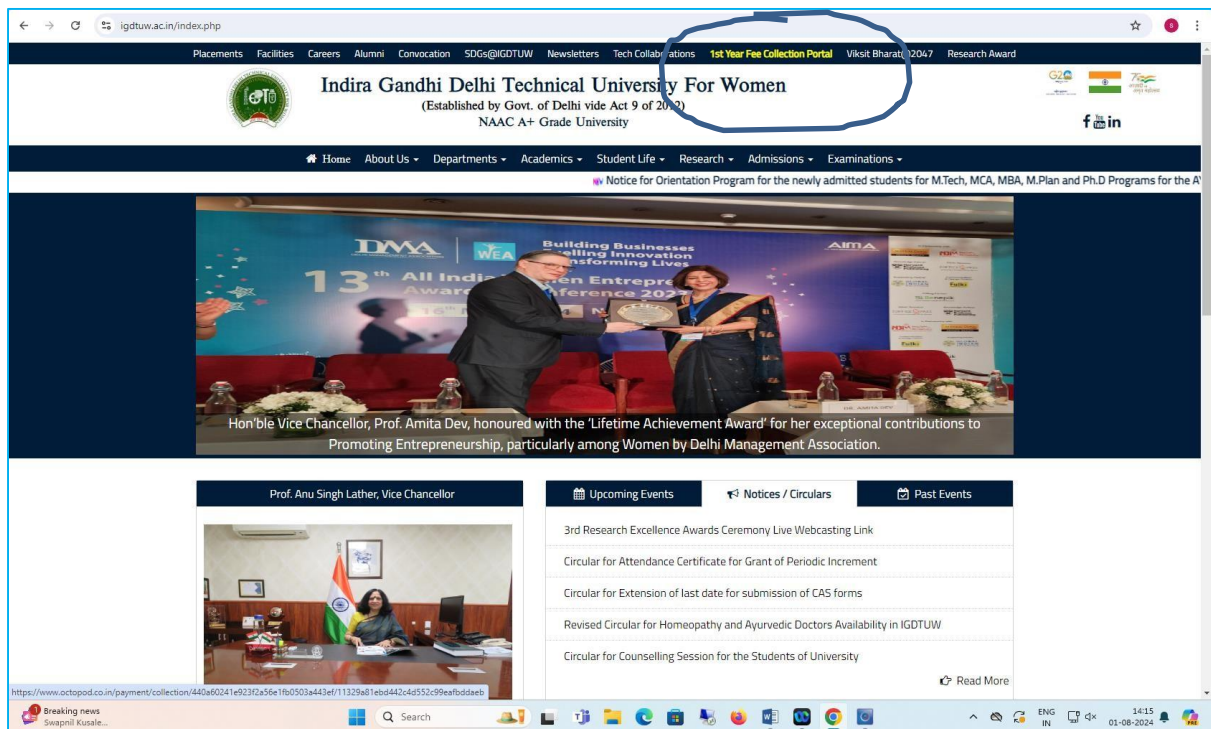 igdtuw.ac.in/index.php
S
Placements Facilities Careers Alumni Convocation SDGs@IGDTUW Newsletters Tech Collaborations 1st Year Fee Collection Portal Viksit Bharat@2047 Research Award
Indira Gandhi Delhi Technical University For Women
(Established by Govt. of Delhi vide Act 9 of 2012)
NAAC A+ Grade University
G20
Home About Us Departments Academics Student Life Research Admissions Examinations
Notice for Orientation Program for the newly admitted students for M.Tech, MCA, MBA, M.Plan and Ph.D Programs for the A
DMA WEA Building Businesses
Fuelling Innovation
Transforming Lives
AIMA
13th All India
Hon'ble Vice Chancellor, Prof. Amita Dev, honoured with the 'Lifetime Achievement Award' for her exceptional contributions to
Promoting Entrepreneurship, particularly among Women by Delhi Management Association.
Prof. Anu Singh Lather, Vice Chancellor
Upcoming Events Notices / Circulars Past Events
3rd Research Excellence Awards Ceremony Live Webcasting Link
Circular for Attendance Certificate for Grant of Periodic Increment
Circular for Extension of last date for submission of CAS forms
Revised Circular for Homeopathy and Ayurvedic Doctors Availability in IGDTUW
Circular for Counselling Session for the Students of University
Read More
https://www.octopod.co.in/payment/collection/440a60241e923f2a56e1fb0503a443ef/11329a81ebd442c4d552c99eafbddaeb
Breaking news
Swapnil Kusale...
Search
ENG
IN
14:15
01-08-2024